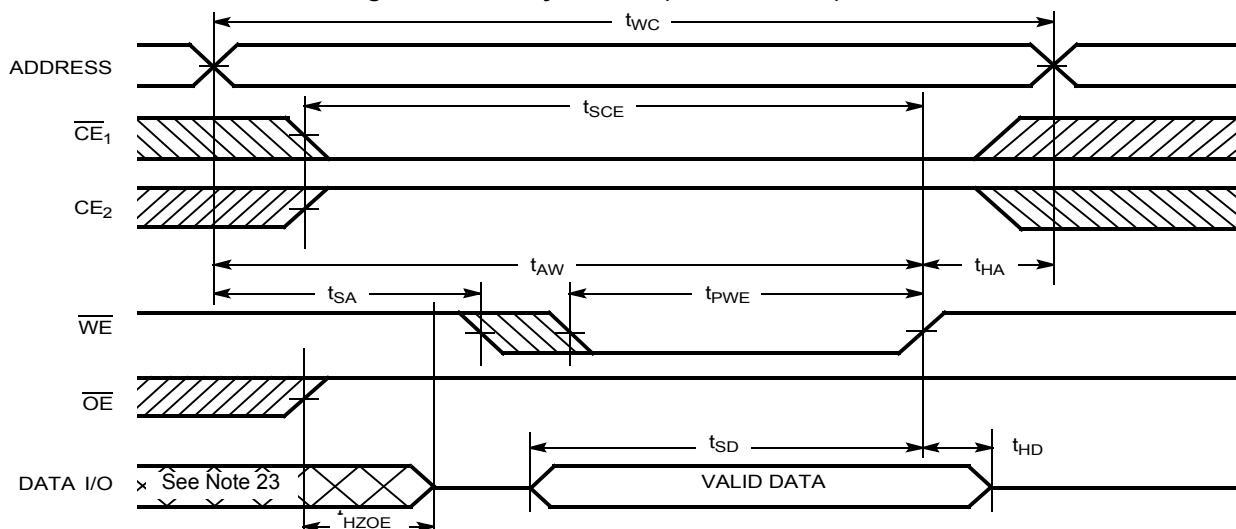 tWC
ADDRESS
tSCE
CE1
CE2
tAW
tHA
tSA
tPWE
WE
OE
tSD
tHD
DATA I/O
See Note 23
VALID DATA
tHZOE